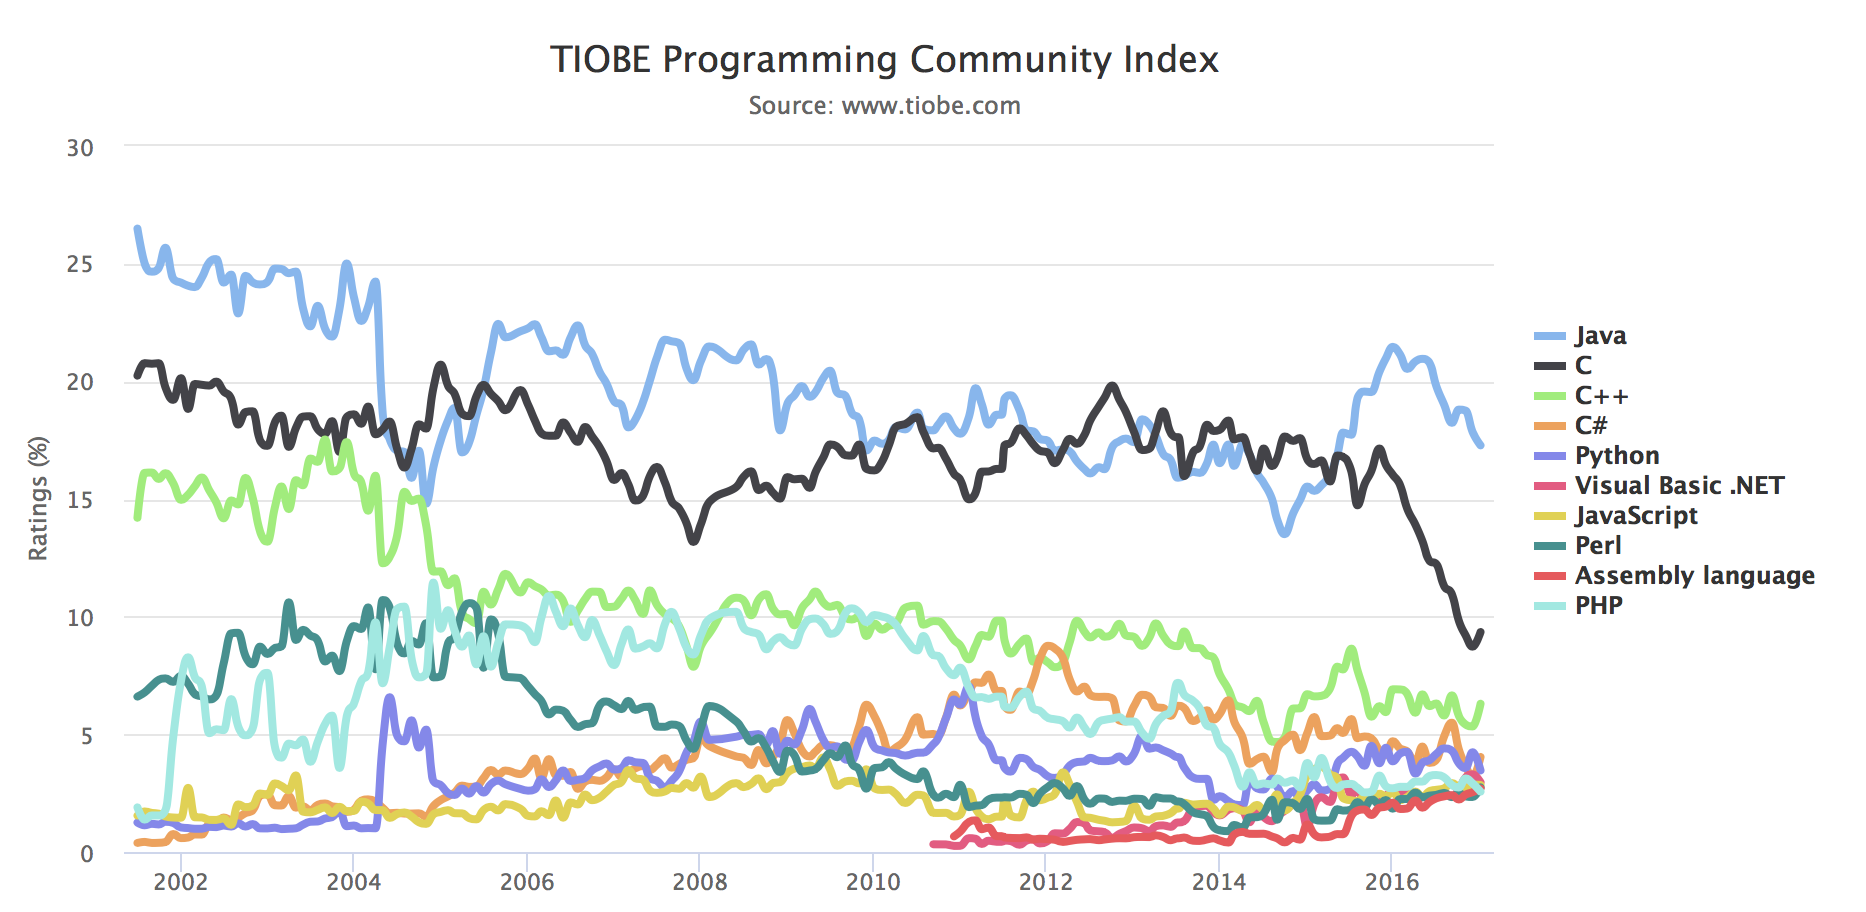 TIOBE Programming Community Index
Source: www.tiobe.com
Ratings (%)
30
25
20
15
10
5
0
2002
2004
2006
2008
2010
2012
2014
2016
Java
C
C++
C#
Python
Visual Basic .NET
JavaScript
Perl
Assembly language
PHP